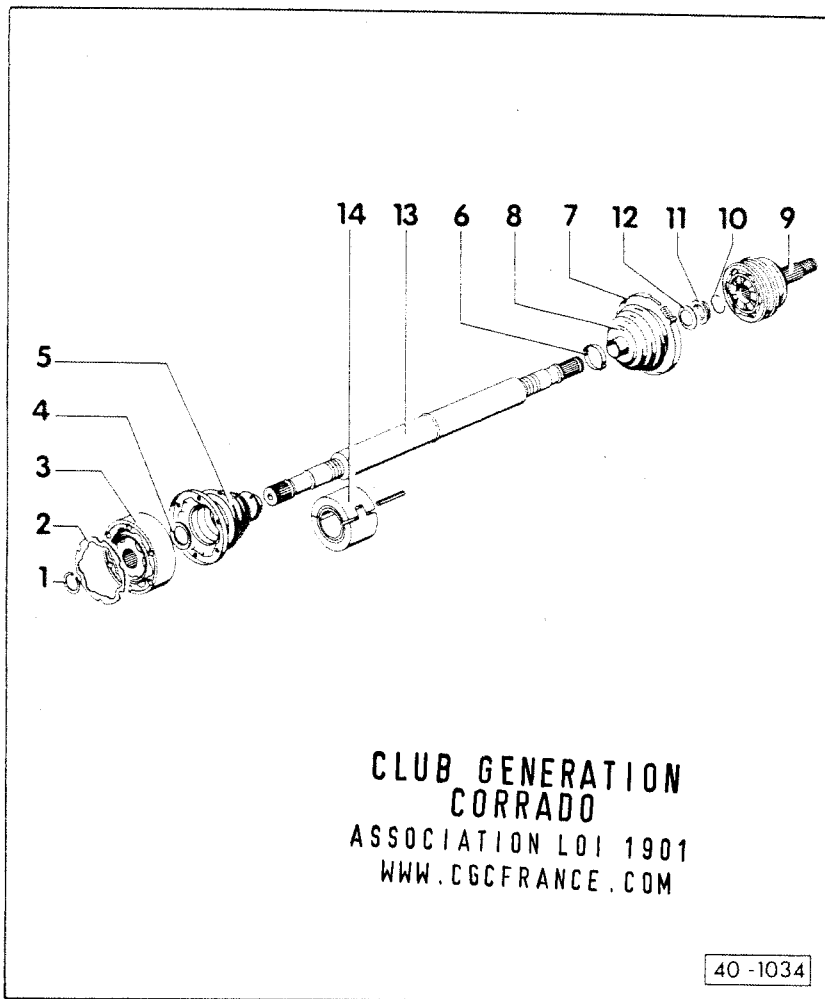 14 13 6 8 7 12 11 10 9
5
4
3
2
1
CLUB GENERATION
CORRADO
ASSOCIATION LOI 1901
WWW.CGCFRANCE.COM
40-1034